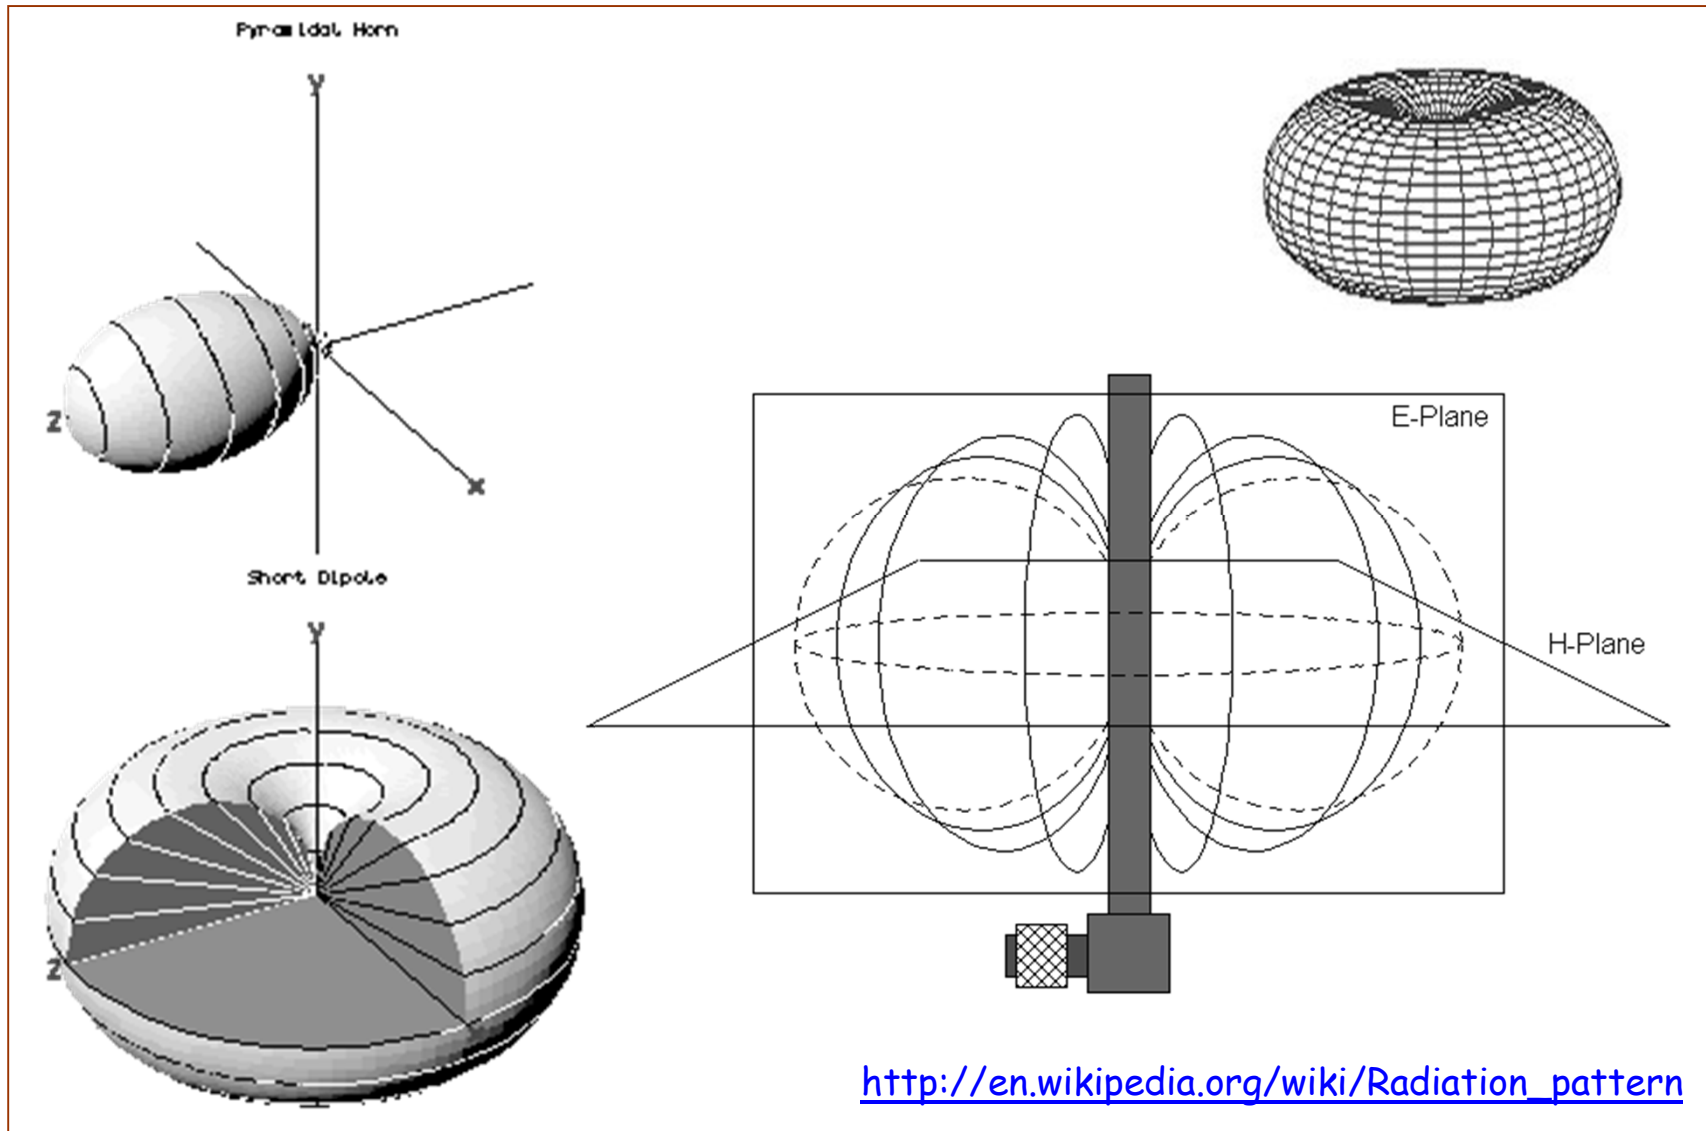 Pyramidal Horn
y
z
x
Short Dipole
y
z
E-Plane
H-Plane
http://en.wikipedia.org/wiki/Radiation_pattern